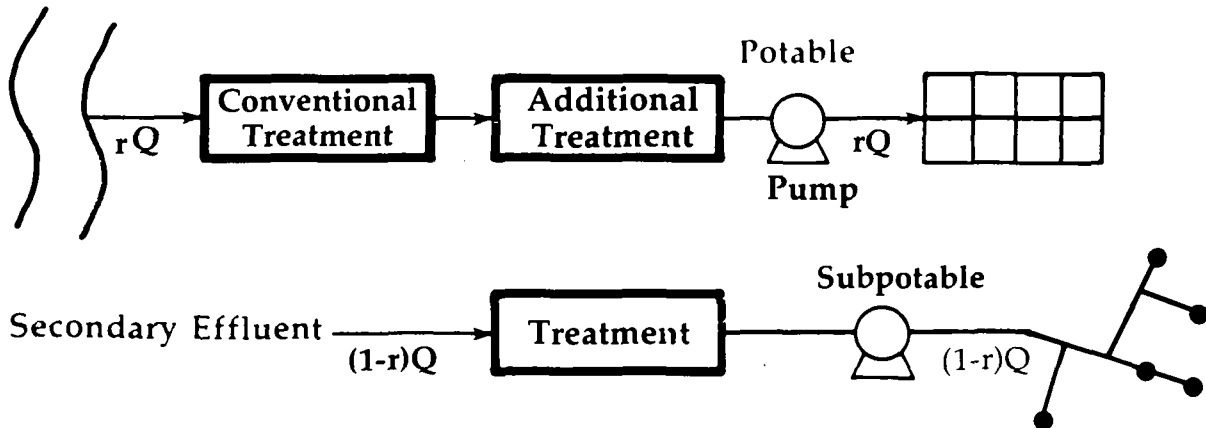 Potable
Conventional
Treatment
Additional
Treatment
rQ
rQ
Pump
Subpotable
Secondary Effluent
Treatment
(1-r)Q
(1-r)Q